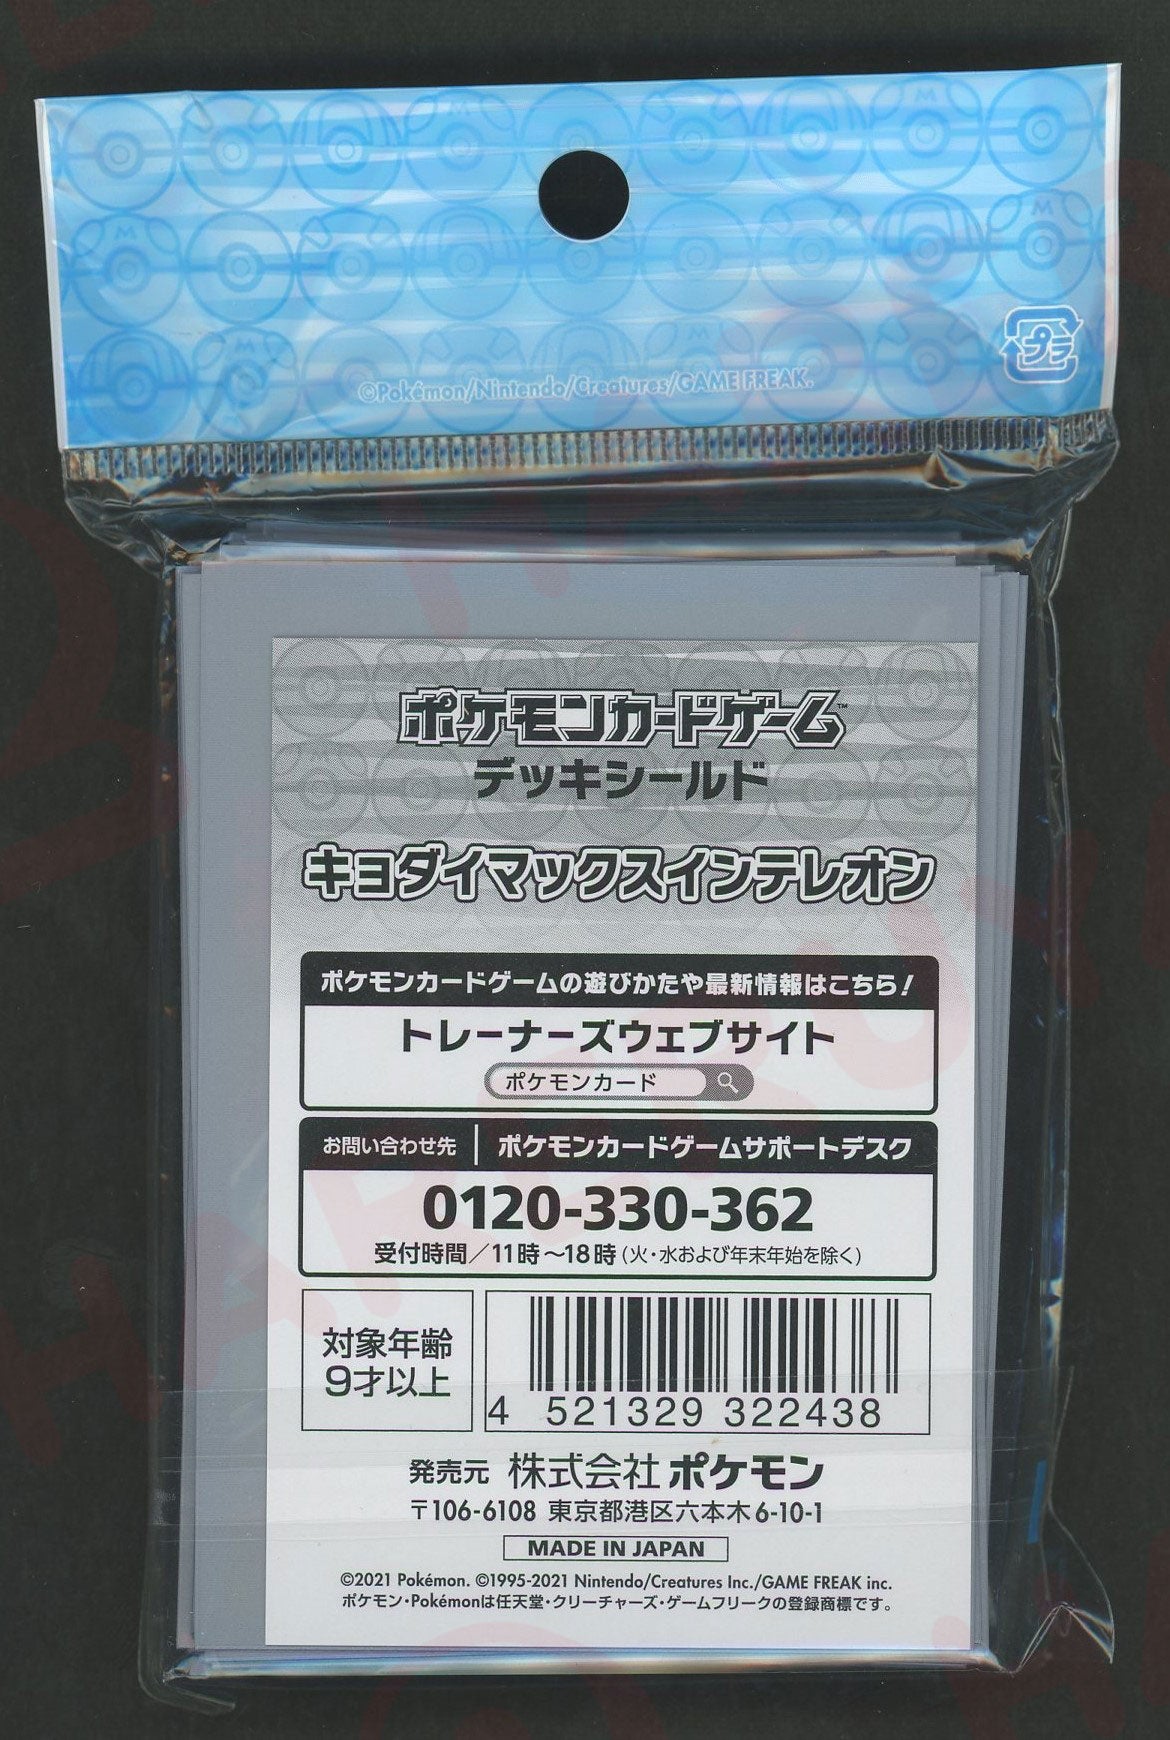 ©Pokémon/Nintendo/Creatures/GAME FREAK.
プラ
ポケモンカードゲーム™
デッキシールド
キョダイマックスインテレオン
ポケモンカードゲームの遊びかたや最新情報はこちら!
トレーナーズウェブサイト
ポケモンカード
お問い合わせ先 | ポケモンカードゲームサポートデスク
0120-330-362
受付時間/11時~18時(火・水および年末年始を除く)
対象年齢
9才以上
4 521329 322438
発売元 株式会社ポケモン
〒106-6108 東京都港区六本木6-10-1
MADE IN JAPAN
©2021 Pokémon. ©1995-2021 Nintendo/Creatures Inc./GAME FREAK inc.
ポケモン・Pokémonは任天堂・クリーチャーズ・ゲームフリークの登録商標です。